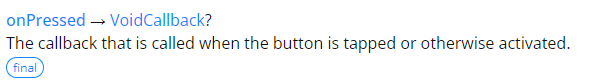 onPressed → VoidCallback?
The callback that is called when the button is tapped or otherwise activated.
final